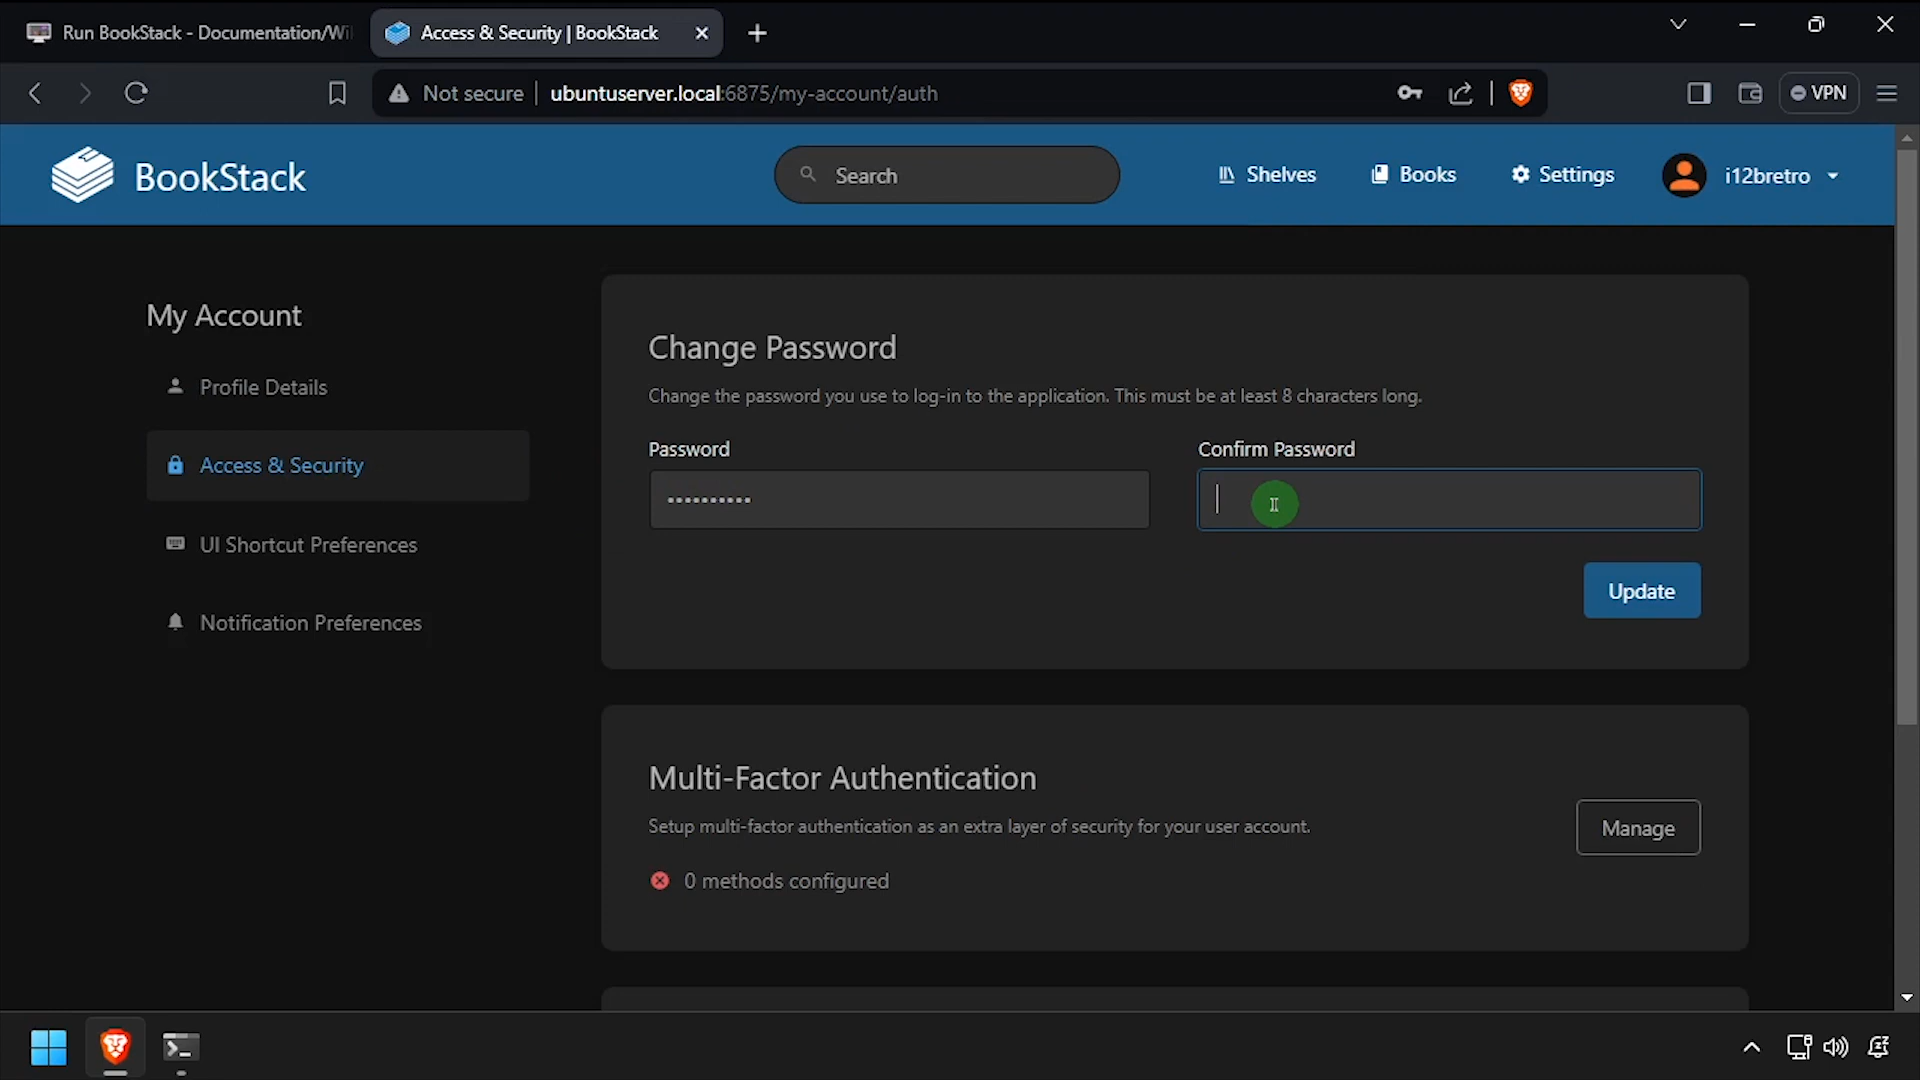 Run BookStack - Documentation/Wi
Access & Security | BookStack
Not secure
ubuntuserver.local:6875/my-account/auth
VPN
BookStack
Search
Shelves
Books
Settings
i12bretro
My Account
Profile Details
Access & Security
UI Shortcut Preferences
Notification Preferences
Change Password
Change the password you use to log-in to the application. This must be at least 8 characters long.
Password
Confirm Password
••••••••••
Update
Multi-Factor Authentication
Setup multi-factor authentication as an extra layer of security for your user account.
Manage
0 methods configured